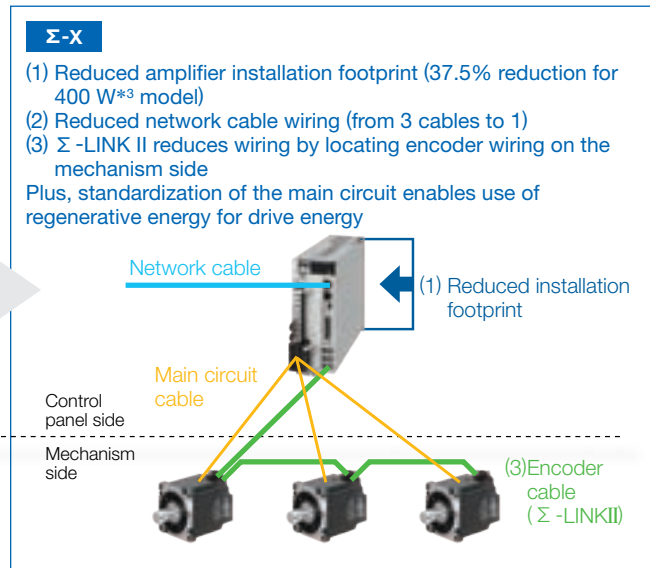 Σ-X
(1) Reduced amplifier installation footprint (37.5% reduction for
400 W*3 model)
(2) Reduced network cable wiring (from 3 cables to 1)
(3) Σ-LINK II reduces wiring by locating encoder wiring on the
mechanism side
Plus, standardization of the main circuit enables use of
regenerative energy for drive energy
Network cable
(1) Reduced installation
footprint
Main circuit
cable
Control
panel side
Mechanism
side
(3)Encoder
cable
(Σ-LINKII)